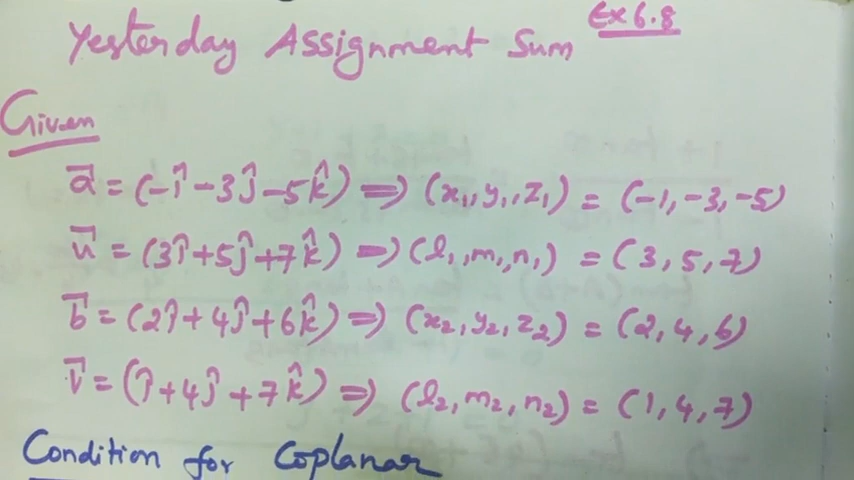 Yesterday Assignment Sum Ex 6.8
Given
a⃗ = (-î-3ĵ-5k̂) ⇒ (x₁,y₁,z₁) = (-1,-3,-5)
u⃗ = (3î+5ĵ+7k̂) ⇒ (l₁,m₁,n₁) = (3,5,7)
b⃗ = (2î+4ĵ+6k̂) ⇒ (x₂,y₂,z₂) = (2,4,6)
v⃗ = (î+4ĵ+7k̂) ⇒ (l₂,m₂,n₂) = (1,4,7)
Condition for Coplanar